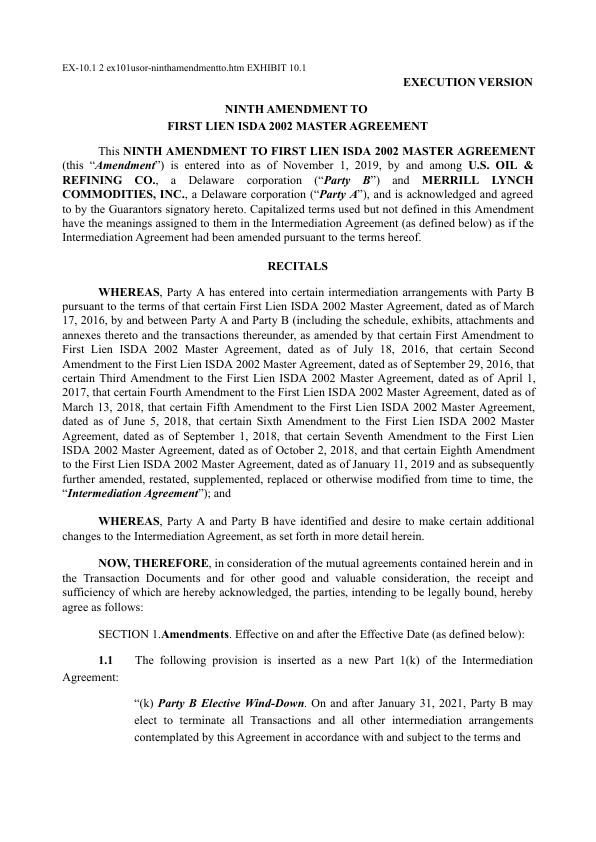 EX-10.1 2 ex101usor-ninthamendmentto.htm EXHIBIT 10.1
EXECUTION VERSION
NINTH AMENDMENT TO
FIRST LIEN ISDA 2002 MASTER AGREEMENT
This NINTH AMENDMENT TO FIRST LIEN ISDA 2002 MASTER AGREEMENT
(this “Amendment”) is entered into as of November 1, 2019, by and among U.S. OIL &
REFINING CO., a Delaware corporation (“Party B”) and MERRILL LYNCH
COMMODITIES, INC., a Delaware corporation (“Party A”), and is acknowledged and agreed
to by the Guarantors signatory hereto. Capitalized terms used but not defined in this Amendment
have the meanings assigned to them in the Intermediation Agreement (as defined below) as if the
Intermediation Agreement had been amended pursuant to the terms hereof.
RECITALS
WHEREAS, Party A has entered into certain intermediation arrangements with Party B
pursuant to the terms of that certain First Lien ISDA 2002 Master Agreement, dated as of March
17, 2016, by and between Party A and Party B (including the schedule, exhibits, attachments and
annexes thereto and the transactions thereunder, as amended by that certain First Amendment to
First Lien ISDA 2002 Master Agreement, dated as of July 18, 2016, that certain Second
Amendment to the First Lien ISDA 2002 Master Agreement, dated as of September 29, 2016, that
certain Third Amendment to the First Lien ISDA 2002 Master Agreement, dated as of April 1,
2017, that certain Fourth Amendment to the First Lien ISDA 2002 Master Agreement, dated as of
March 13, 2018, that certain Fifth Amendment to the First Lien ISDA 2002 Master Agreement,
dated as of June 5, 2018, that certain Sixth Amendment to the First Lien ISDA 2002 Master
Agreement, dated as of September 1, 2018, that certain Seventh Amendment to the First Lien
ISDA 2002 Master Agreement, dated as of October 2, 2018, and that certain Eighth Amendment
to the First Lien ISDA 2002 Master Agreement, dated as of January 11, 2019 and as subsequently
further amended, restated, supplemented, replaced or otherwise modified from time to time, the
“Intermediation Agreement”); and
WHEREAS, Party A and Party B have identified and desire to make certain additional
changes to the Intermediation Agreement, as set forth in more detail herein.
NOW, THEREFORE, in consideration of the mutual agreements contained herein and in
the Transaction Documents and for other good and valuable consideration, the receipt and
sufficiency of which are hereby acknowledged, the parties, intending to be legally bound, hereby
agree as follows:
SECTION 1.Amendments. Effective on and after the Effective Date (as defined below):
1.1 The following provision is inserted as a new Part 1(k) of the Intermediation
Agreement:
“(k) Party B Elective Wind-Down. On and after January 31, 2021, Party B may
elect to terminate all Transactions and all other intermediation arrangements
contemplated by this Agreement in accordance with and subject to the terms and